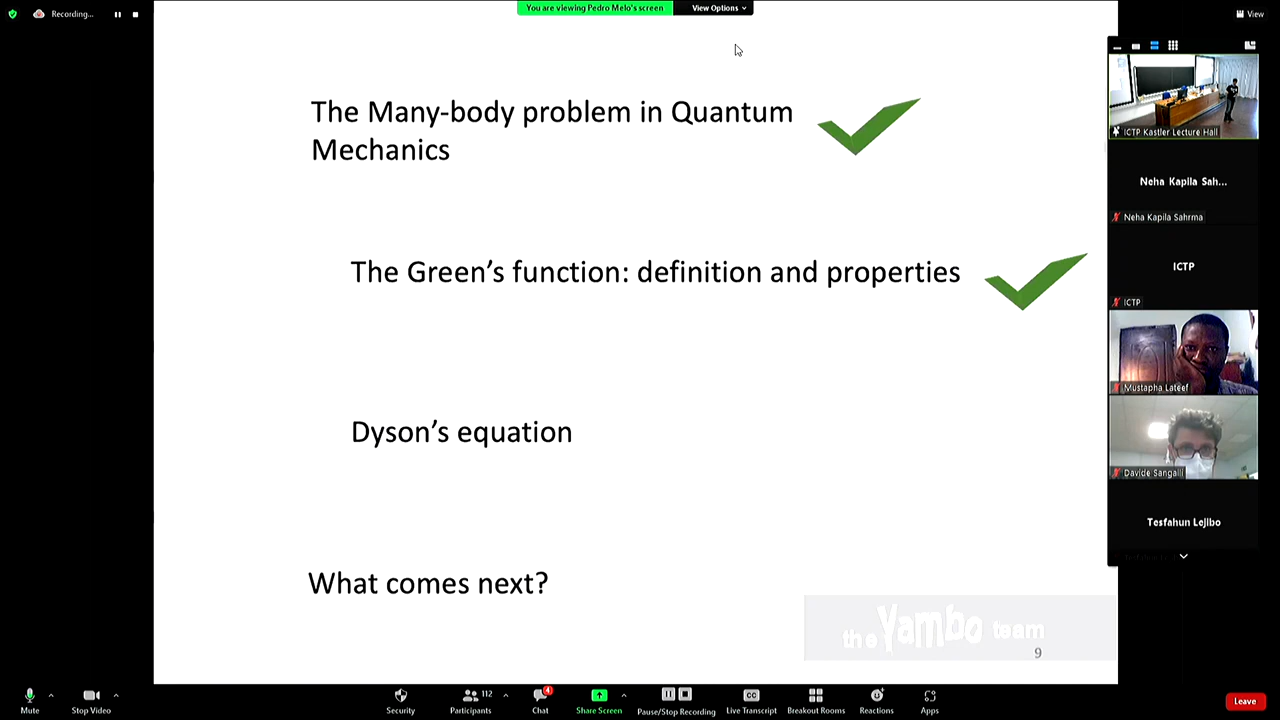 Recording...
You are viewing Pedro Melo's screen
View Options
View
The Many-body problem in Quantum
Mechanics
The Green's function: definition and properties
Dyson's equation
What comes next?
the Yambo team
9
ICTP Kastler Lecture Hall
Neha Kapila Sah...
Neha Kapila Sahrma
ICTP
ICTP
Mustapha Lateef
Davide Sangalli
Tesfahun Lejibo
Mute
Stop Video
Security
112
Participants
4
Chat
Share Screen
Pause/Stop Recording
CC
Live Transcript
Breakout Rooms
Reactions
Apps
Leave